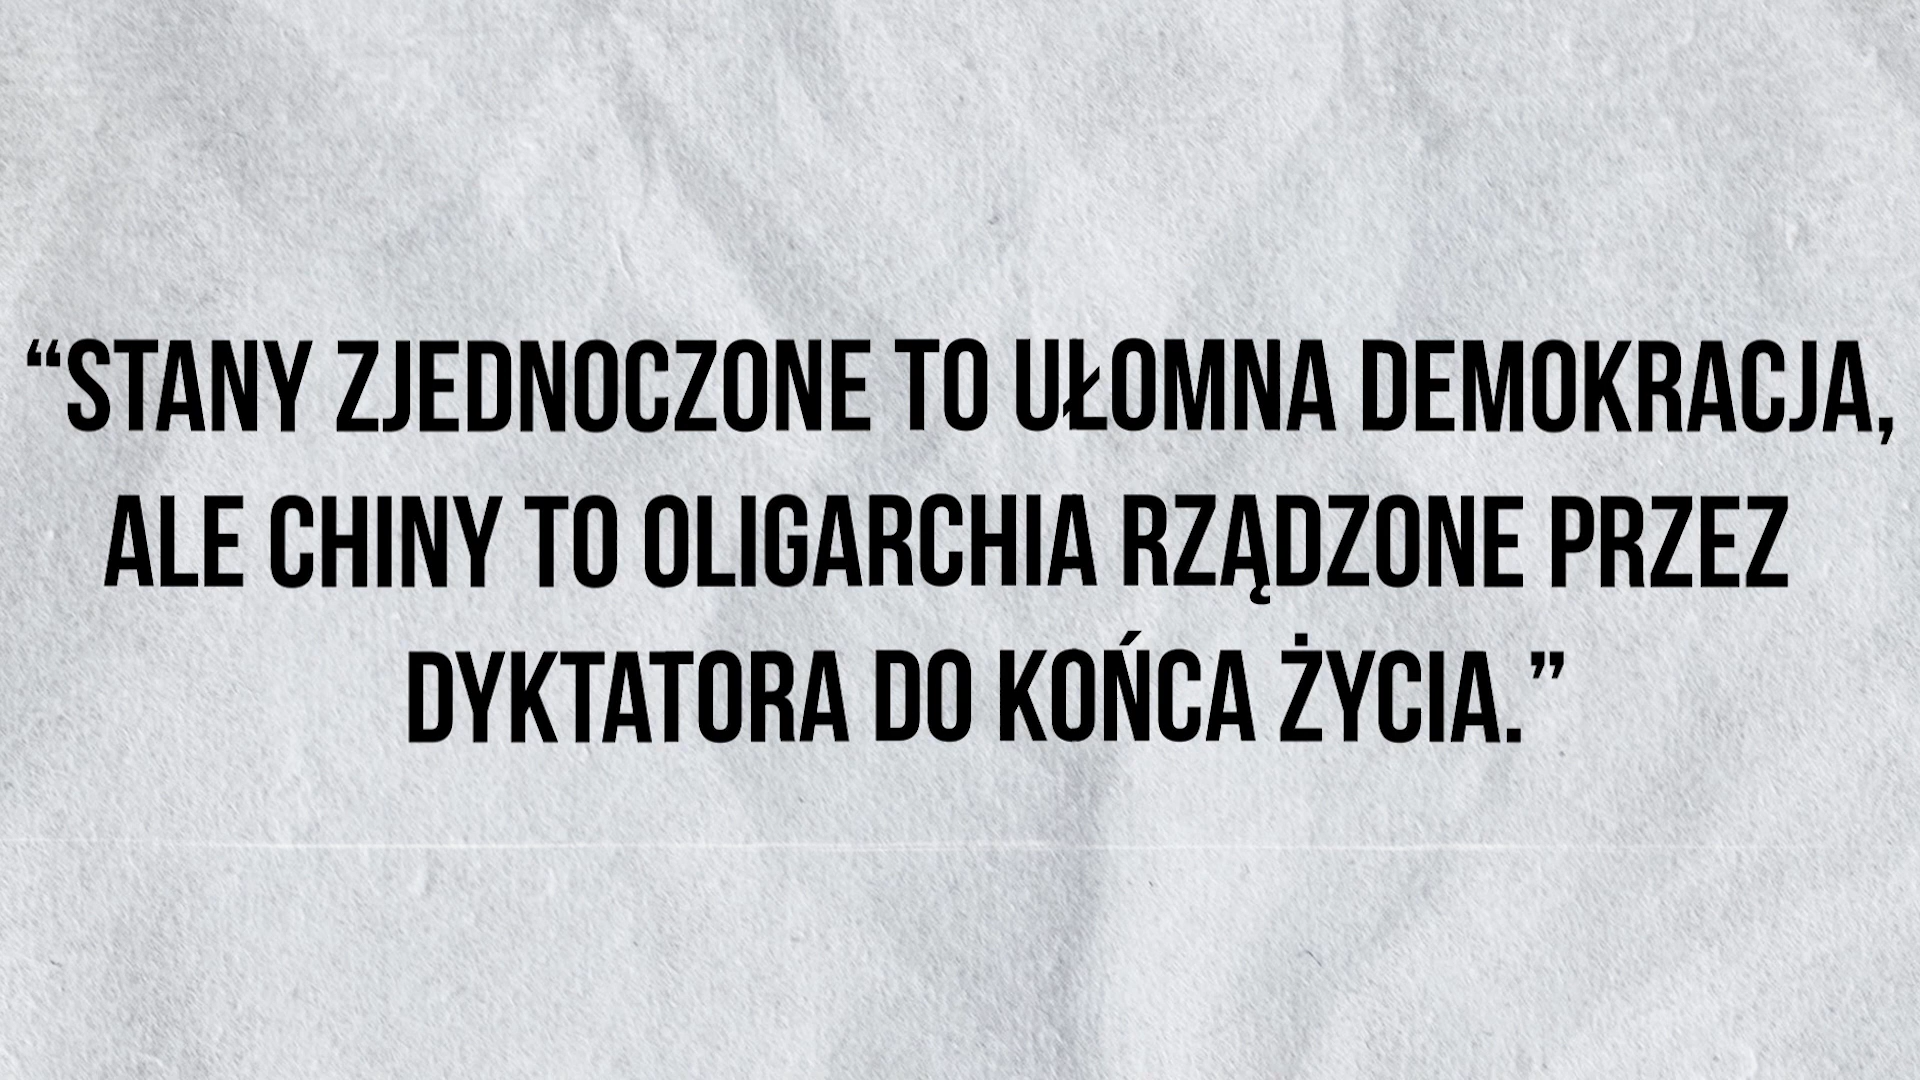 “STANY ZJEDNOCZONE TO UŁOMNA DEMOKRACJA,
ALE CHINY TO OLIGARCHIA RZĄDZONE PRZEZ
DYKTATORA DO KOŃCA ŻYCIA.”